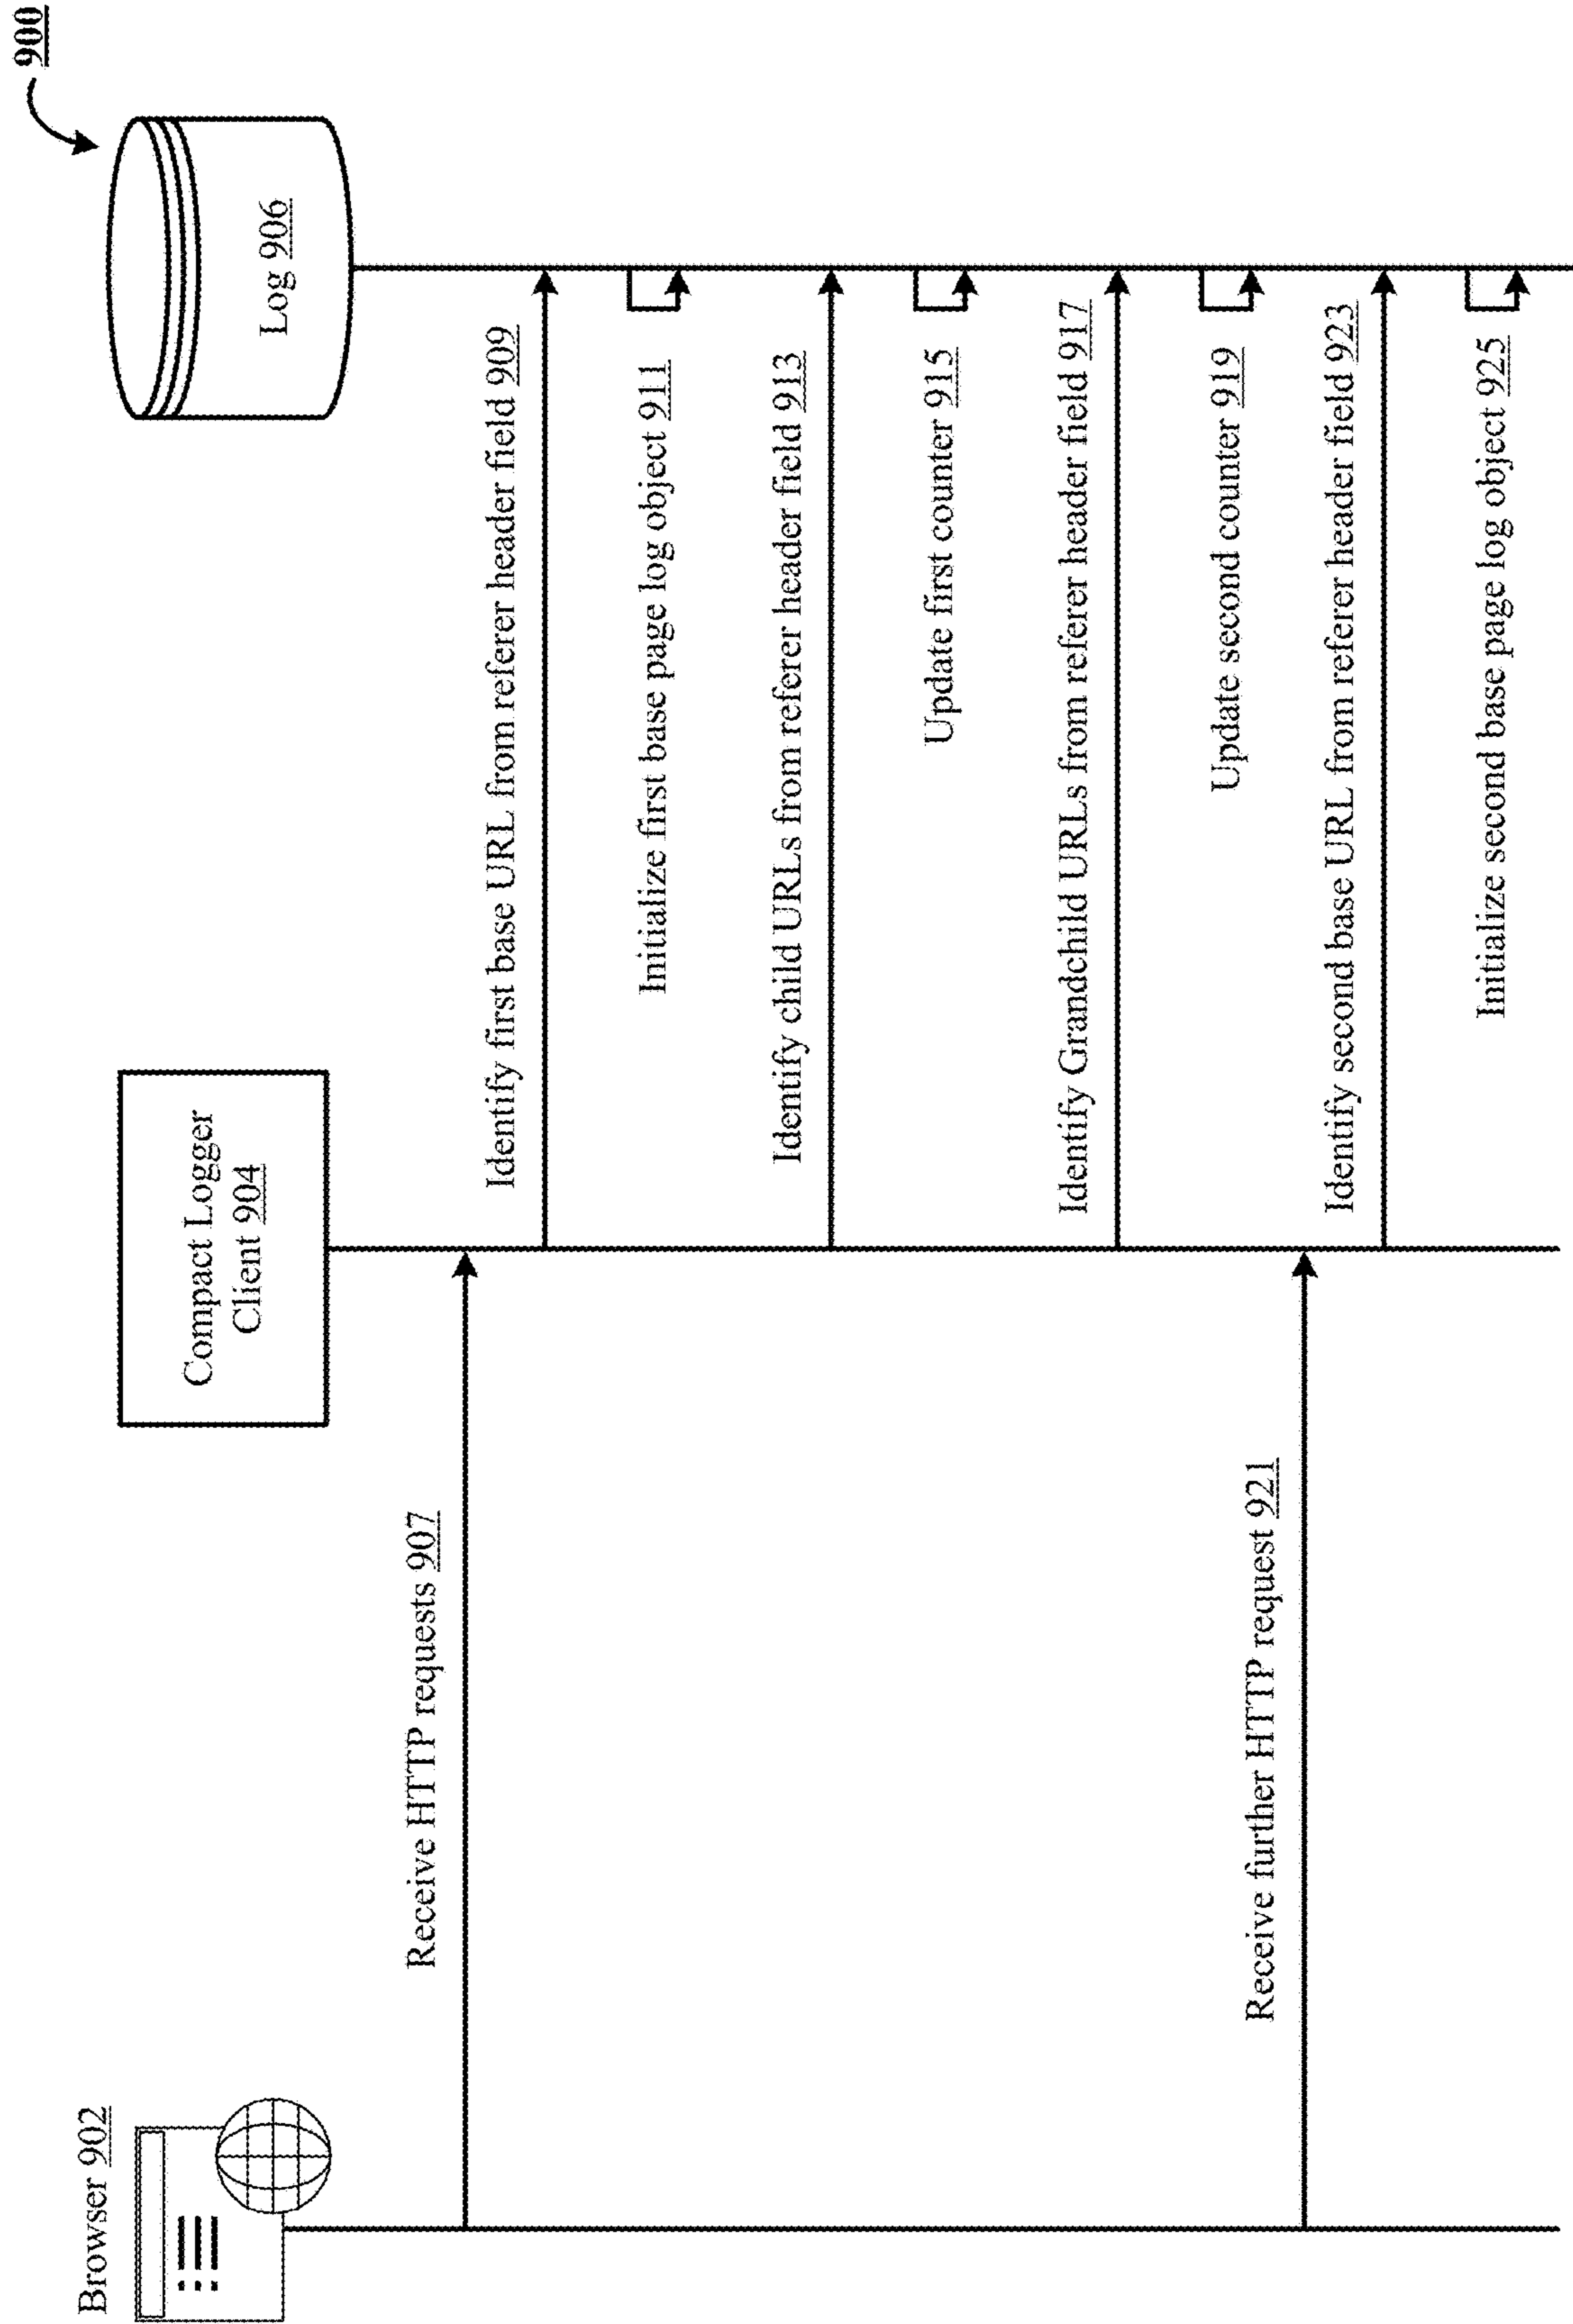 900
Browser 902
Compact Logger
Client 904
Log 906
Receive HTTP requests 907
Identify first base URL from referer header field 909
Initialize first base page log object 911
Identify child URLs from referer header field 913
Update first counter 915
Identify Grandchild URLs from referer header field 917
Update second counter 919
Receive further HTTP request 921
Identify second base URL from referer header field 923
Initialize second base page log object 925